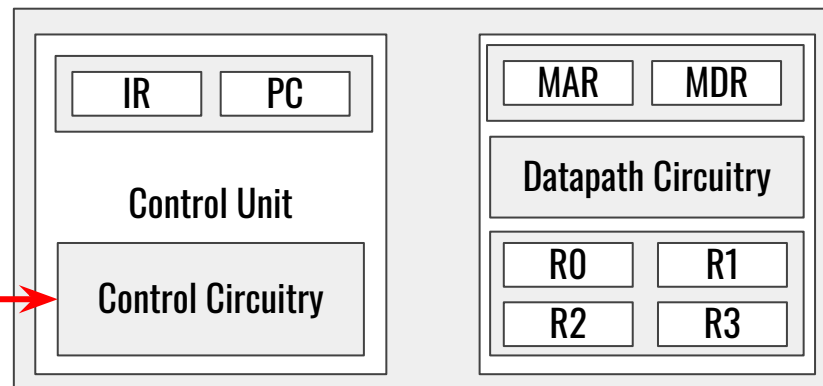 IR PC
Control Unit
Control Circuitry
MAR MDR
Datapath Circuitry
R0 R1
R2 R3